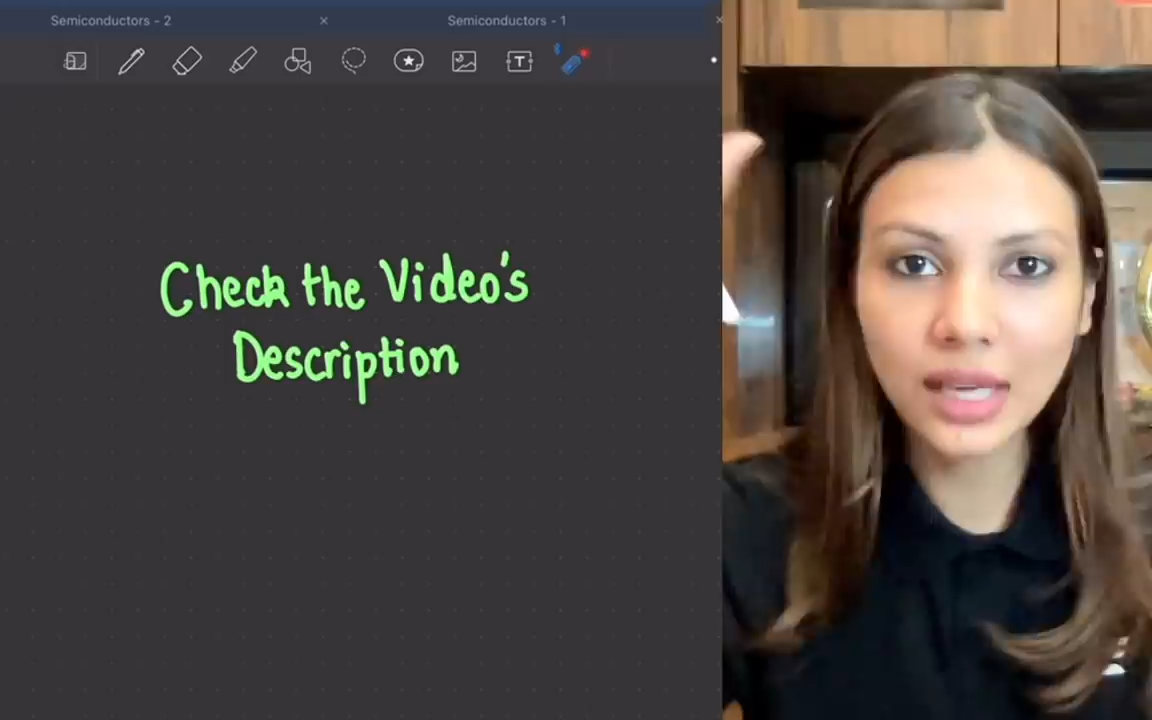 Semiconductors - 2
Semiconductors - 1
T
Check the Video's
Description